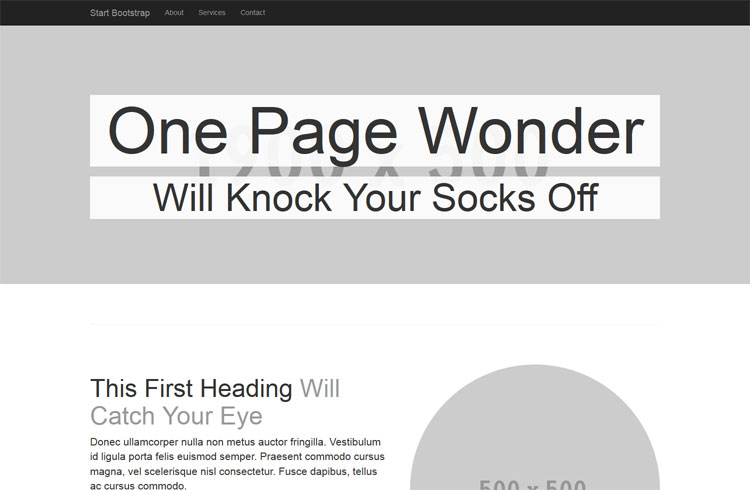 Start Bootstrap About Services Contact
One Page Wonder
1900 x 500
Will Knock Your Socks Off
This First Heading Will
Catch Your Eye
Donec ullamcorper nulla non metus auctor fringilla. Vestibulum
id ligula porta felis euismod semper. Praesent commodo cursus
magna, vel scelerisque nisl consectetur. Fusce dapibus, tellus
ac cursus commodo.
500 x 500